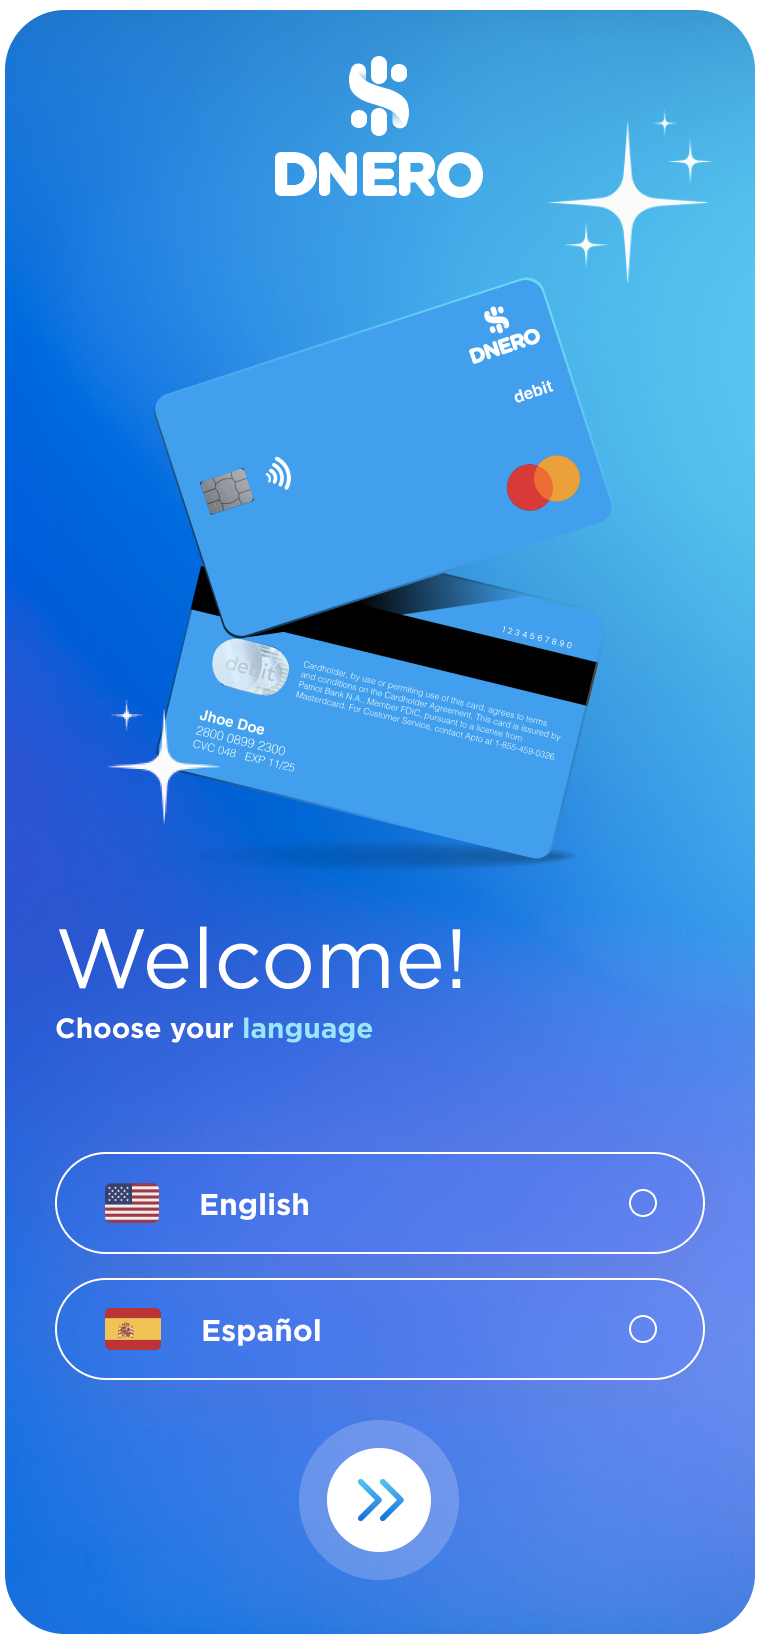 DNERO
DNERO
debit
1234567890
debit
Cardholder, by use or permiting use of this card, agrees to terms
and conditions on the Cardholder Agreement, This card is issued by
Patriot Bank N.A., Member FDIC, pursuant to a license from
Masterdcard. For Customer Service, contact Apto at 1-855-459-0326.
Jhoe Doe
2800 0899 2300
CVC 048 EXP 11/25
Welcome!
Choose your language
English
Español